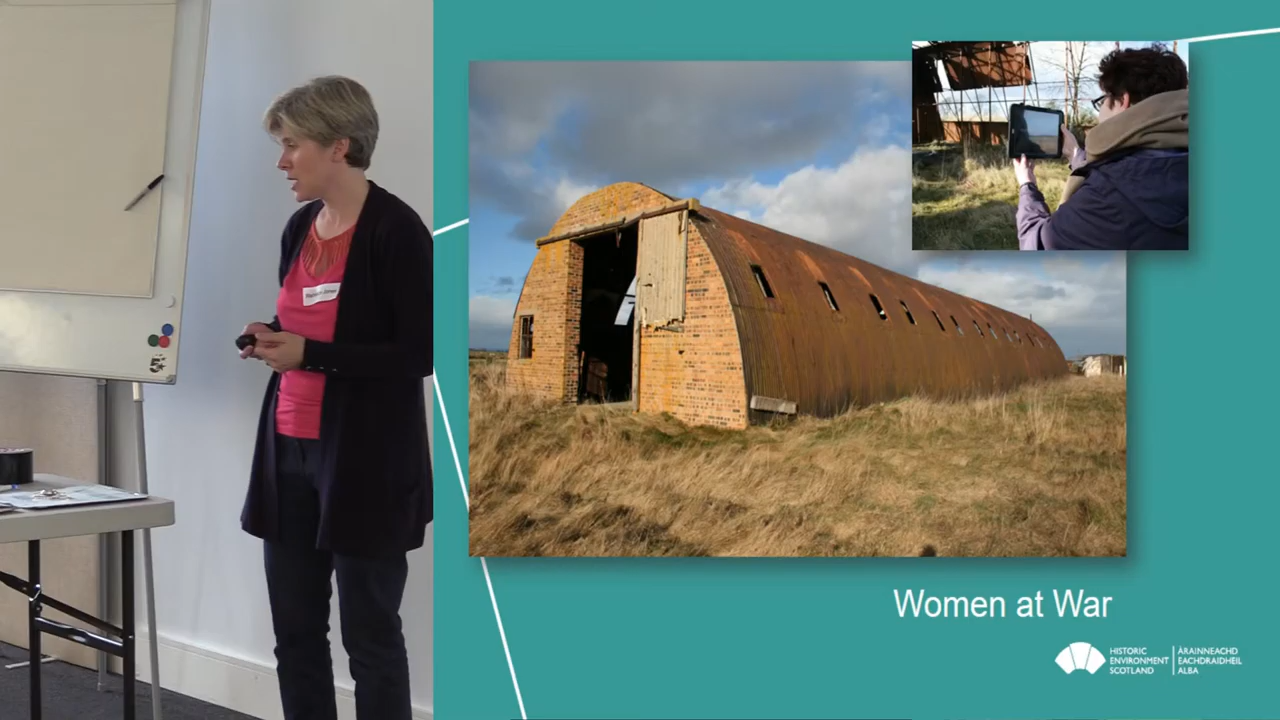 Women at War
HISTORIC
ENVIRONMENT
SCOTLAND
ÀRAINNEACHD
EACHDRAIDHEIL
ALBA